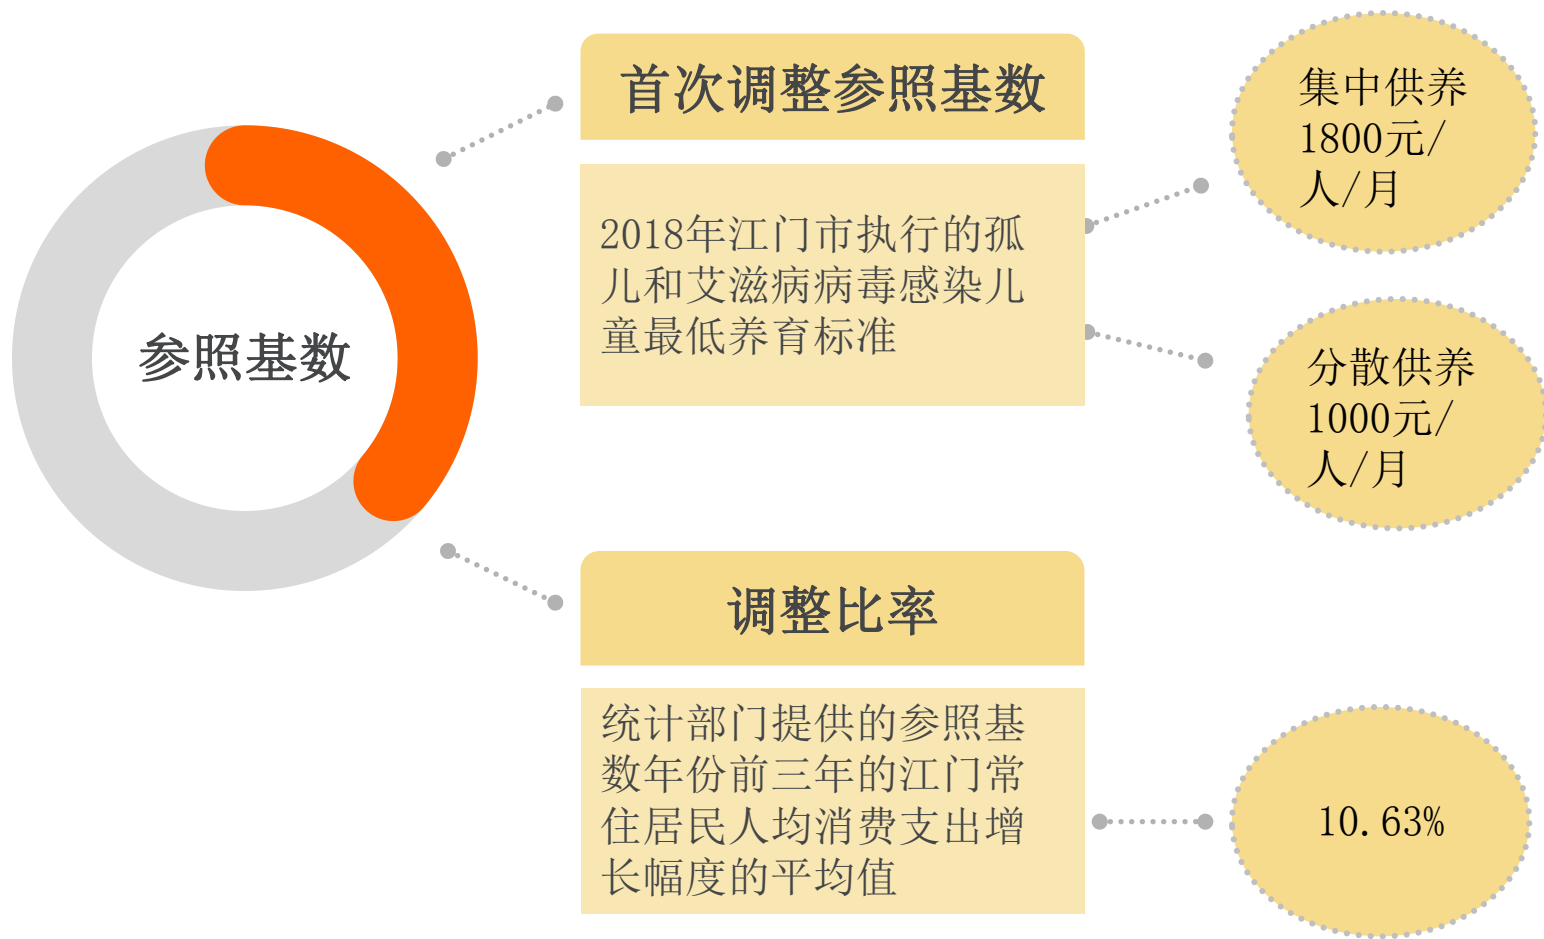 参照基数
首次调整参照基数
2018年江门市执行的孤
儿和艾滋病病毒感染儿
童最低养育标准
集中供养
1800元/
人/月
分散供养
1000元/
人/月
调整比率
统计部门提供的参照基
数年份前三年的江门常
住居民人均消费支出增
长幅度的平均值
10.63%